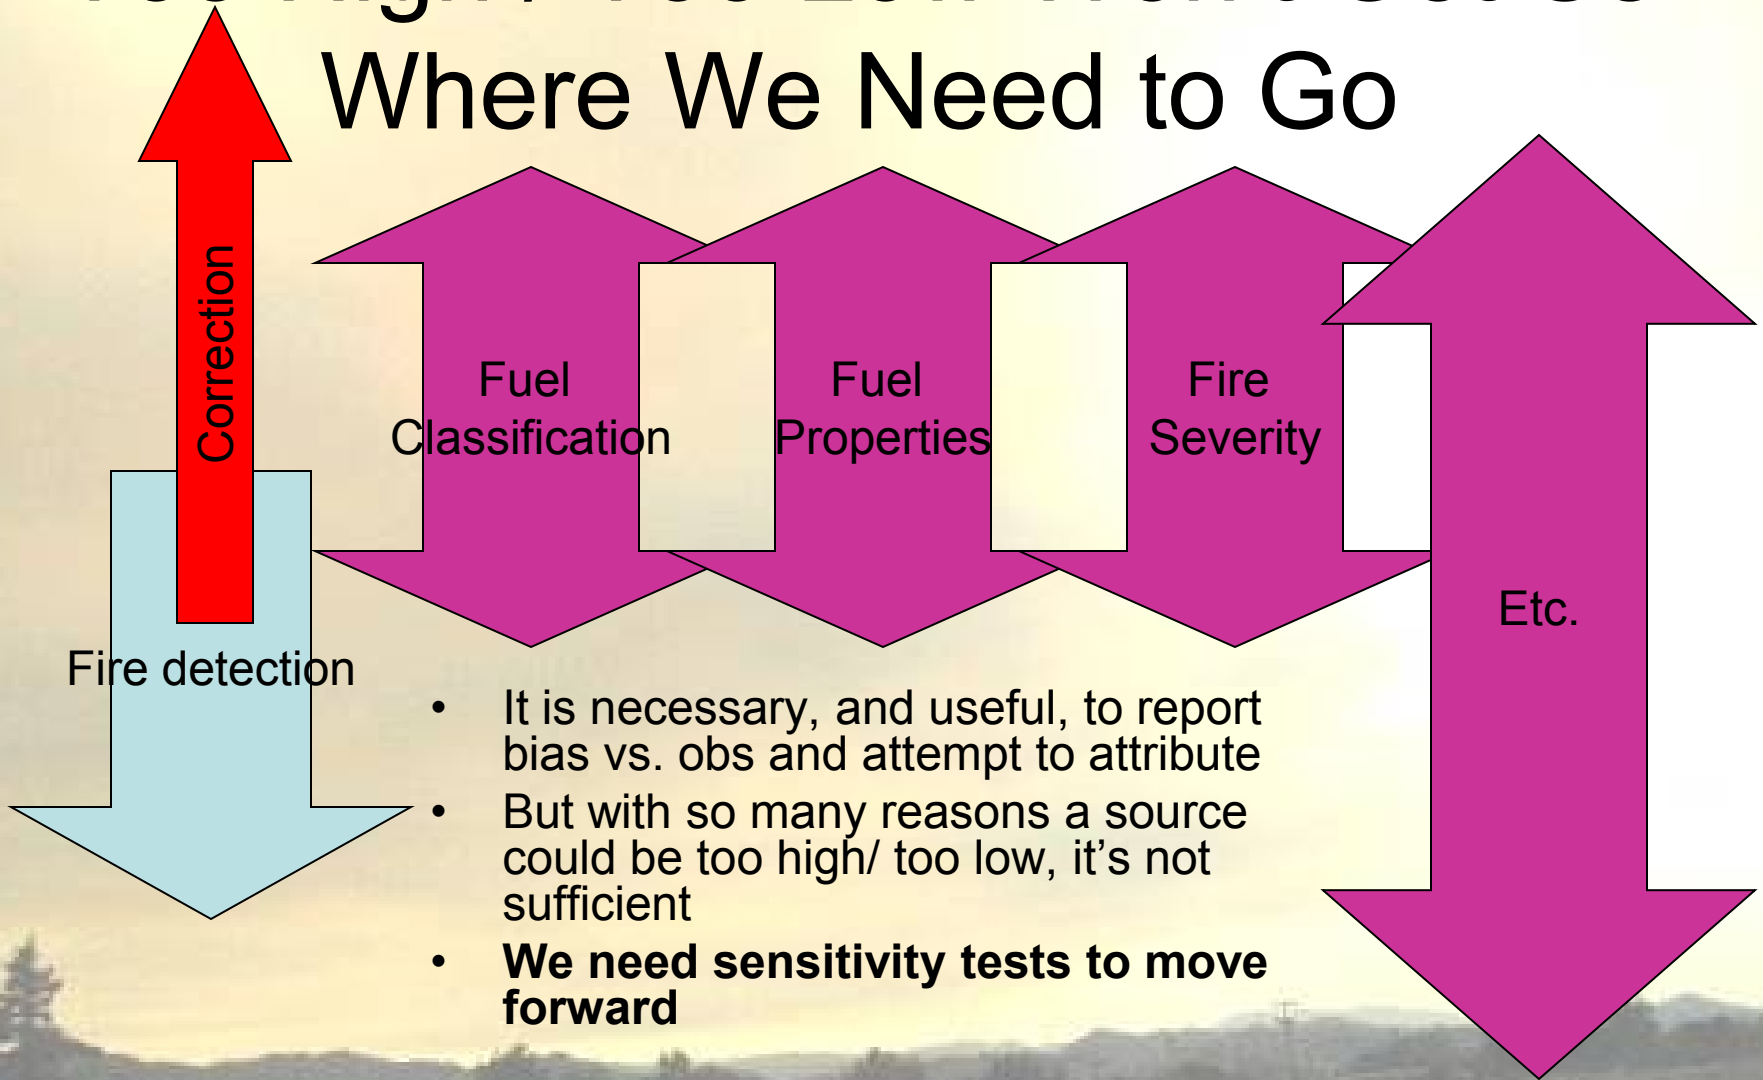 Where We Need to Go
Correction
Fuel
Classification
Fuel
Properties
Fire
Severity
Etc.
Fire detection
• It is necessary, and useful, to report
bias vs. obs and attempt to attribute
• But with so many reasons a source
could be too high/ too low, it’s not
sufficient
• We need sensitivity tests to move
forward